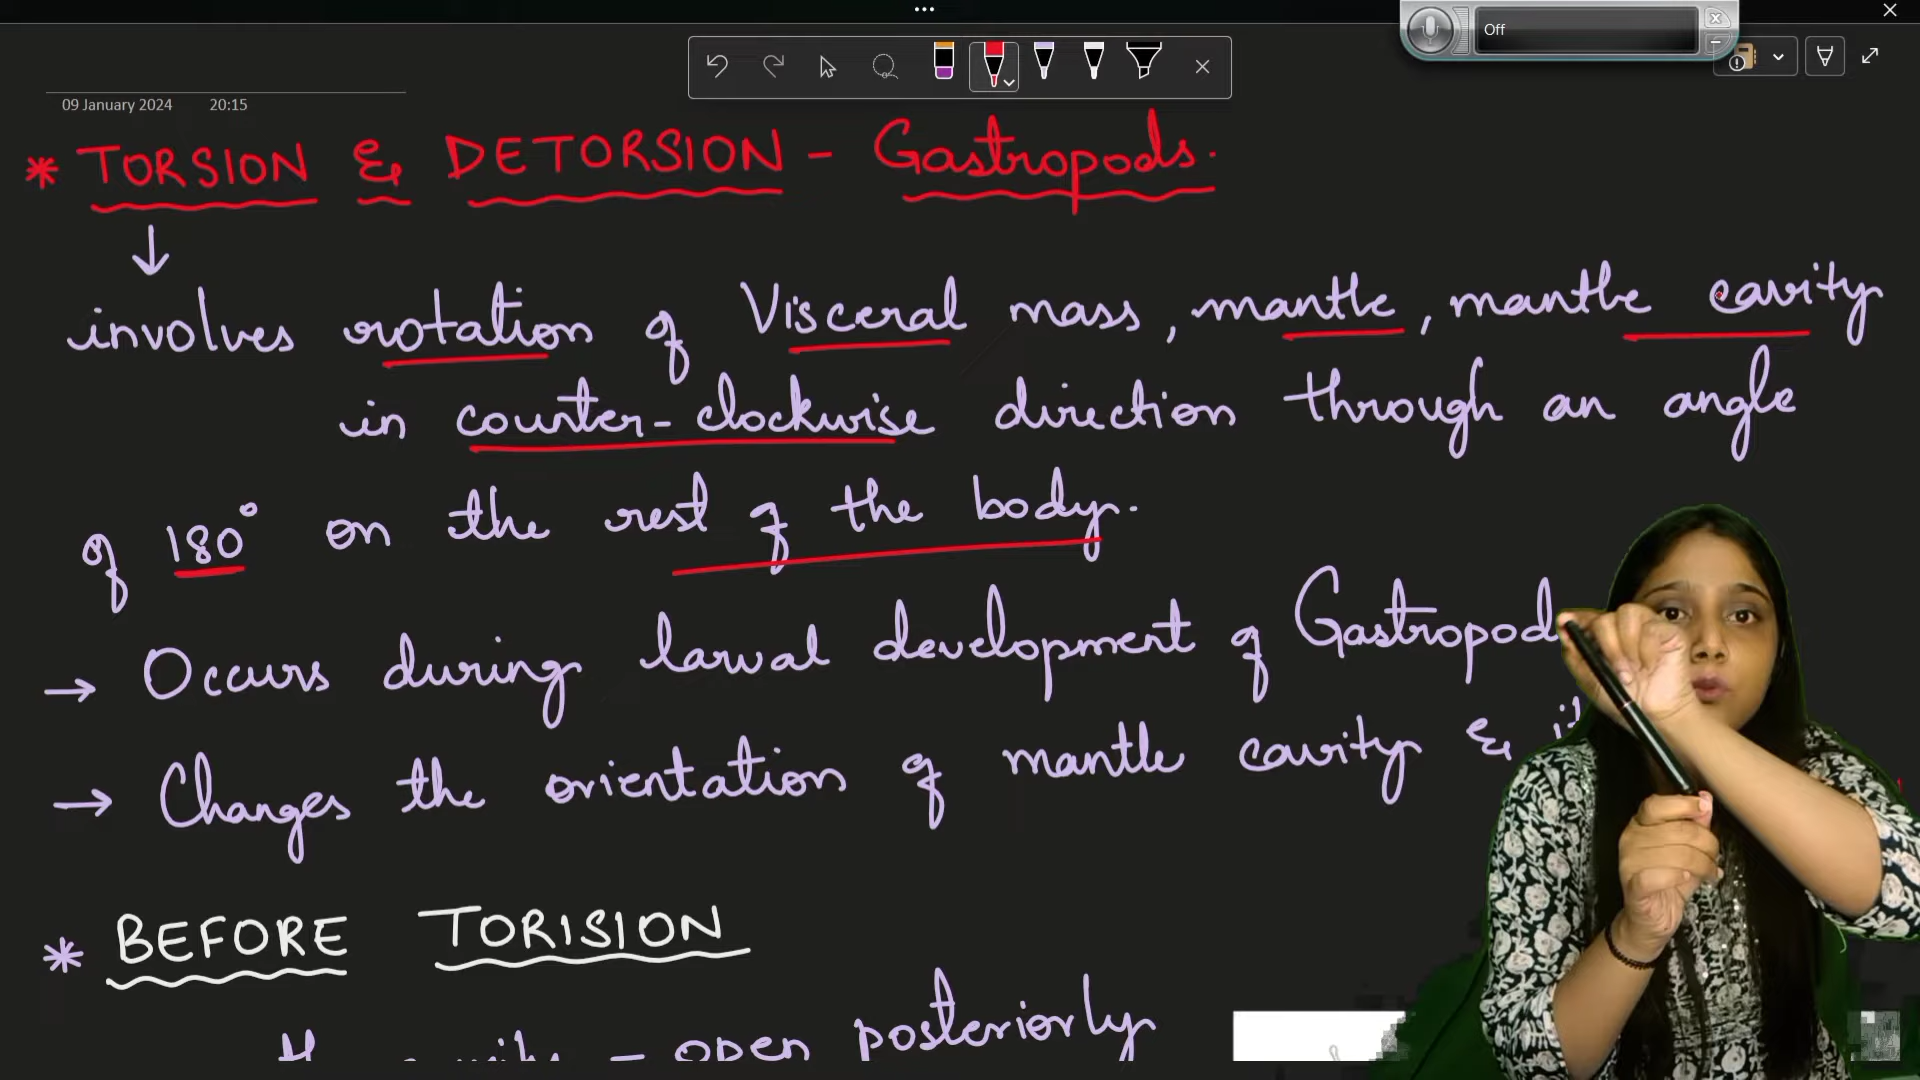 Off
09 January 2024 20:15
* TORSION & DETORSION - Gastropods.
↓
involves rotation of Visceral mass, mantle, mantle cavity
in counter-clockwise direction through an angle
of 180° on the rest of the body.
→ Occurs during larval development of Gastropod
→ Changes the orientation of mantle cavity &
* BEFORE TORISION
- open posteriorly